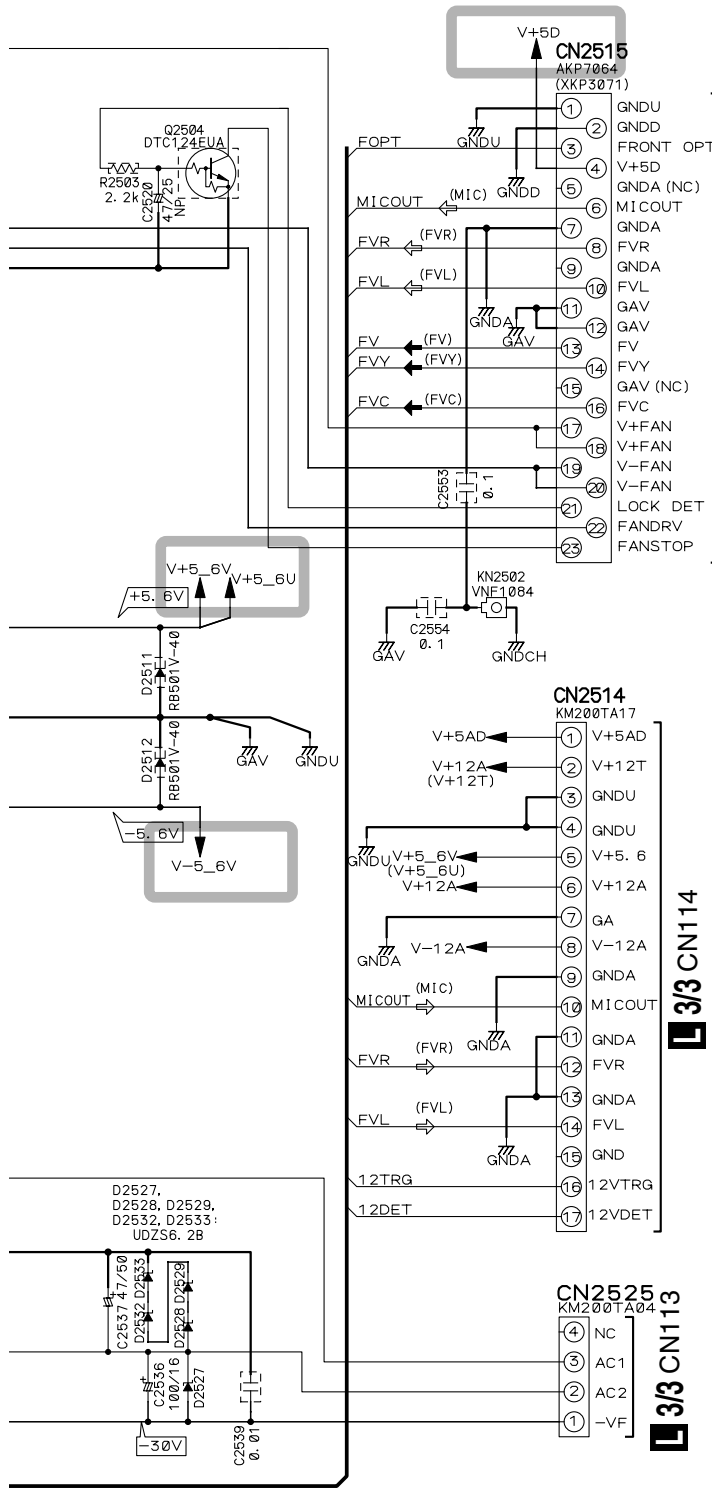 V+5D
CN2515
AKP7064
(XKP3071)
Q2504
DTC124EUA
R2503
2. 2k
C2520
47/25
NP
GNDU
GNDD
FOPT
MICOUT
(MIC)
FVR
(FVR)
FVL
(FVL)
GNDA
GAV
FV
(FV)
FVY
(FVY)
FVC
(FVC)
1 GNDU
2 GNDD
3 FRONT OPT
4 V+5D
5 GNDA (NC)
6 MICOUT
7 GNDA
8 FVR
9 GNDA
10 FVL
11 GAV
12 GAV
13 FV
14 FVY
15 GAV (NC)
16 FVC
17 V+FAN
18 V+FAN
19 V-FAN
20 V-FAN
21 LOCK DET
22 FANDRV
23 FANSTOP
C2553
0. 1
V+5_6V
V+5_6U
+5. 6V
KN2502
VNF1084
C2554
0. 1
GAV
GNDCH
D2511
RB501V-40
D2512
RB501V-40
GAV
GNDU
-5. 6V
V-5_6V
CN2514
KM200TA17
V+5AD
1 V+5AD
V+12A
(V+12T)
2 V+12T
3 GNDU
4 GNDU
GNDU
V+5_6V
(V+5_6U)
5 V+5. 6
V+12A
6 V+12A
7 GA
GNDA
V-12A
8 V-12A
9 GNDA
MICOUT
(MIC)
10 MICOUT
GNDA
11 GNDA
FVR
(FVR)
12 FVR
13 GNDA
FVL
(FVL)
14 FVL
GNDA
15 GND
12TRG
16 12VTRG
12DET
17 12VDET
L 3/3 CN114
D2527,
D2528, D2529,
D2532, D2533:
UDZS6. 2B
C2537
47/50
D2532
D2533
D2528
D2529
C2536
100/16
D2527
C2539
0. 01
-30V
CN2525
KM200TA04
4 NC
3 AC1
2 AC2
1 -VF
L 3/3 CN113